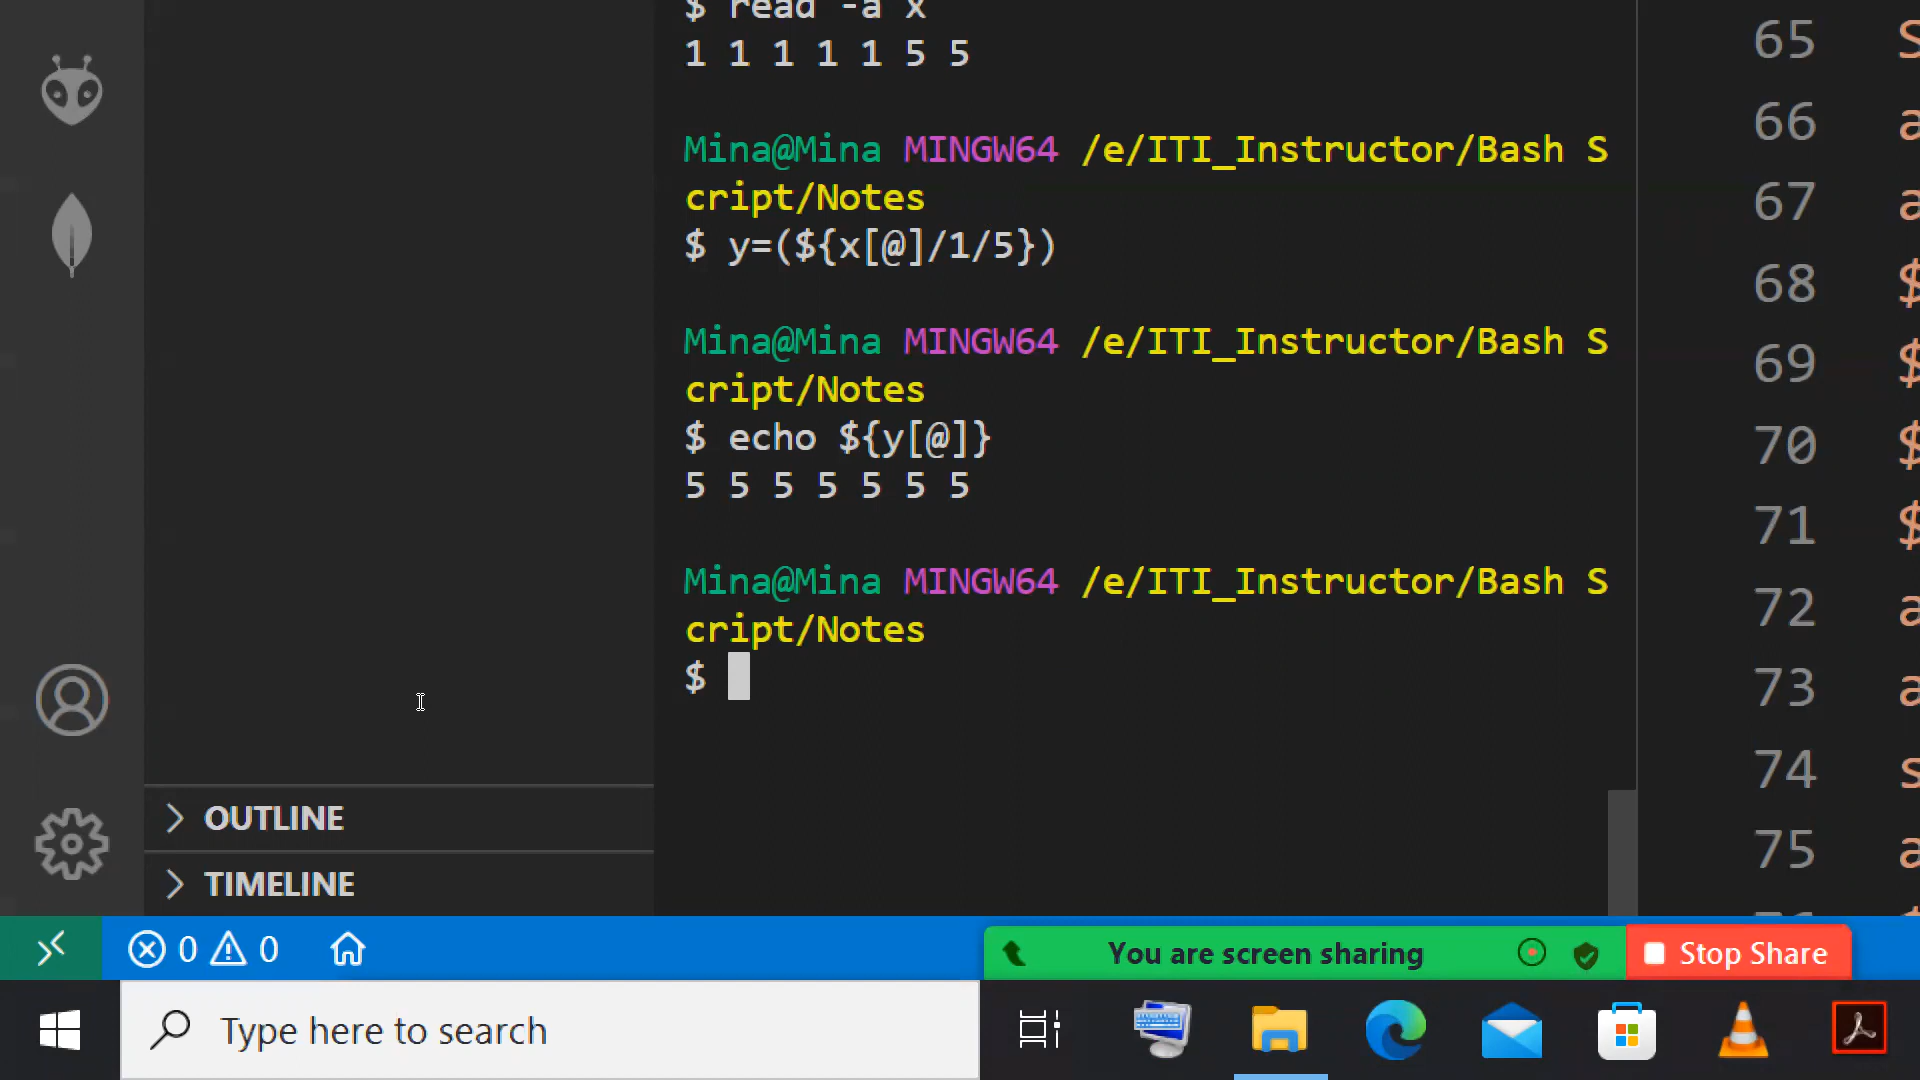 $ read -a x
1 1 1 1 1 5 5
Mina@Mina MINGW64 /e/ITI_Instructor/Bash S
cript/Notes
$ y=(${x[@]/1/5})
Mina@Mina MINGW64 /e/ITI_Instructor/Bash S
cript/Notes
$ echo ${y[@]}
5 5 5 5 5 5 5
Mina@Mina MINGW64 /e/ITI_Instructor/Bash S
cript/Notes
$
65 S
66 a
67 a
68 $
69 $
70 $
71 $
72 a
73 a
74 s
75 a
OUTLINE
TIMELINE
0 0
You are screen sharing
Stop Share
Type here to search